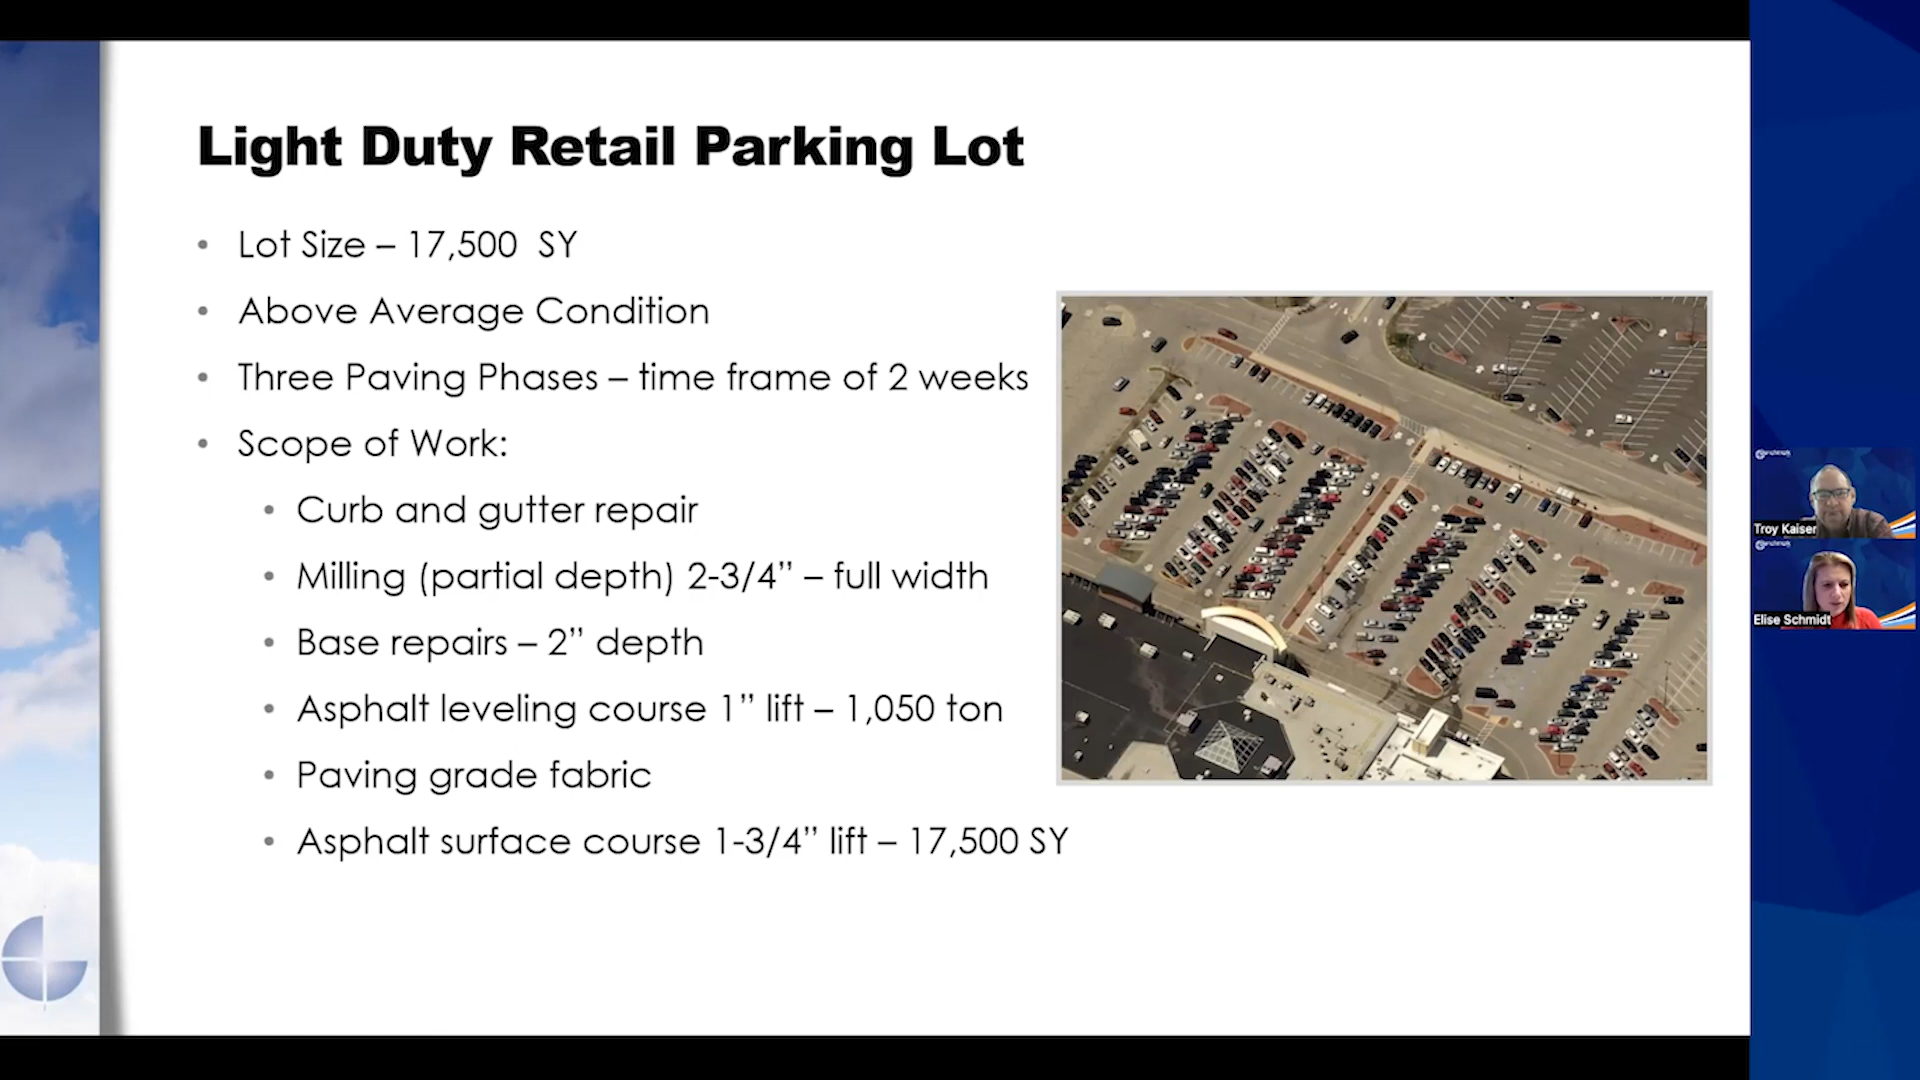 Light Duty Retail Parking Lot
• Lot Size – 17,500 SY
• Above Average Condition
• Three Paving Phases – time frame of 2 weeks
• Scope of Work:
• Curb and gutter repair
• Milling (partial depth) 2-3/4” – full width
• Base repairs – 2” depth
• Asphalt leveling course 1” lift – 1,050 ton
• Paving grade fabric
• Asphalt surface course 1-3/4” lift – 17,500 SY
Troy Kaiser
Elise Schmidt